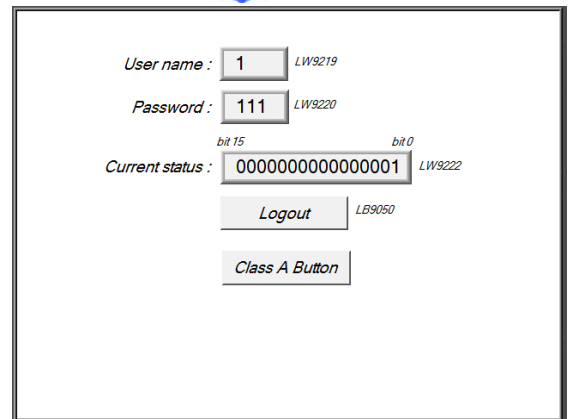 User name : 1 LW9219
Password : 111 LW9220
bit 15 bit 0
Current status : 0000000000000001 LW9222
Logout LB9050
Class A Button